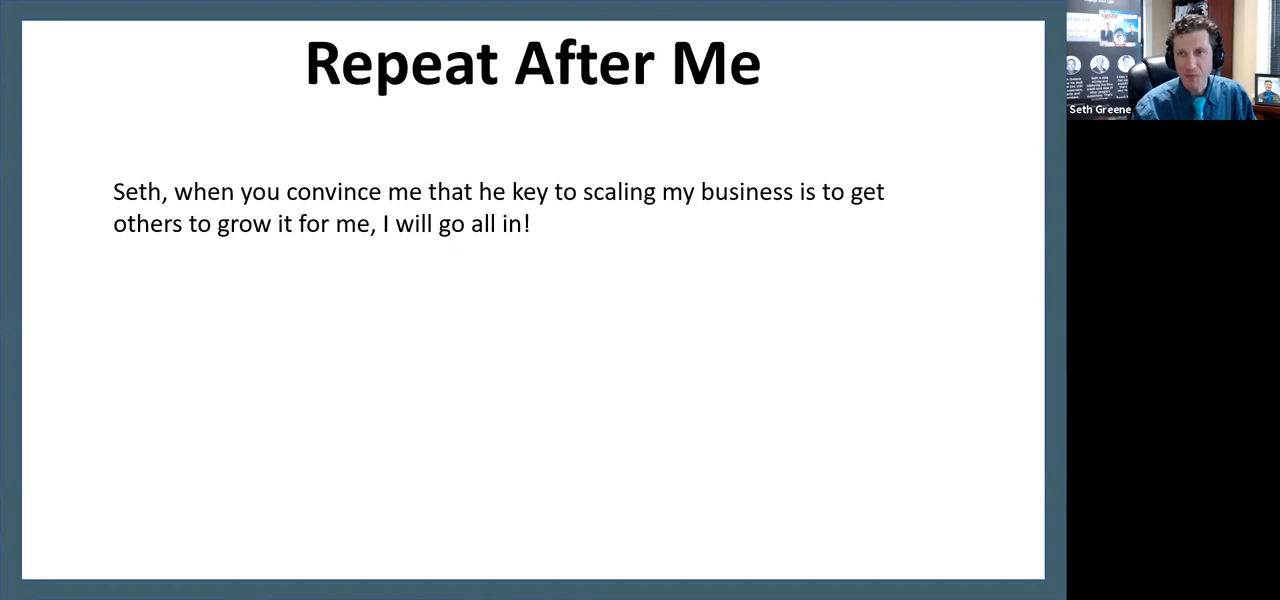 Repeat After Me
Seth, when you convince me that he key to scaling my business is to get
others to grow it for me, I will go all in!
Seth Greene